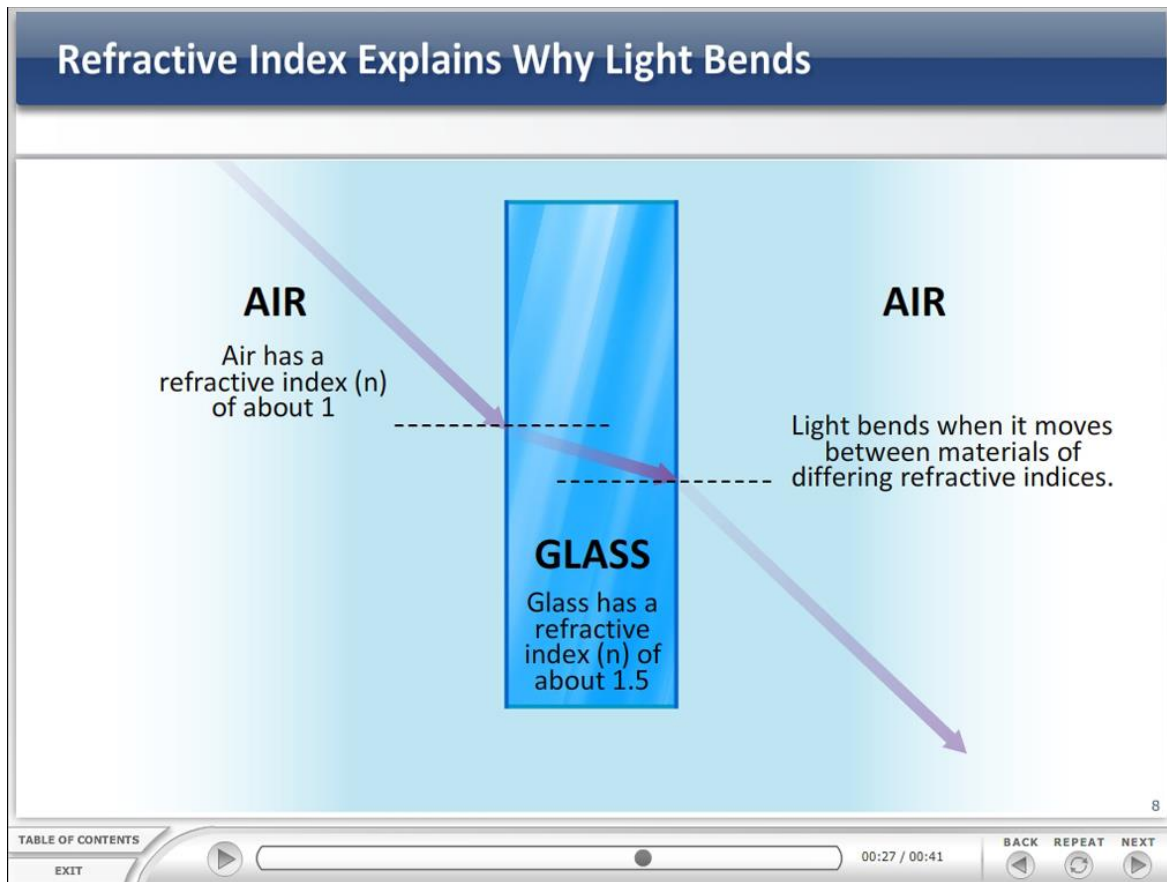 Refractive Index Explains Why Light Bends
AIR
Air has a
refractive index (n)
of about 1
GLASS
Glass has a
refractive
index (n) of
about 1.5
AIR
Light bends when it moves
between materials of
differing refractive indices.
8
TABLE OF CONTENTS
EXIT
00:27 / 00:41
BACK REPEAT NEXT